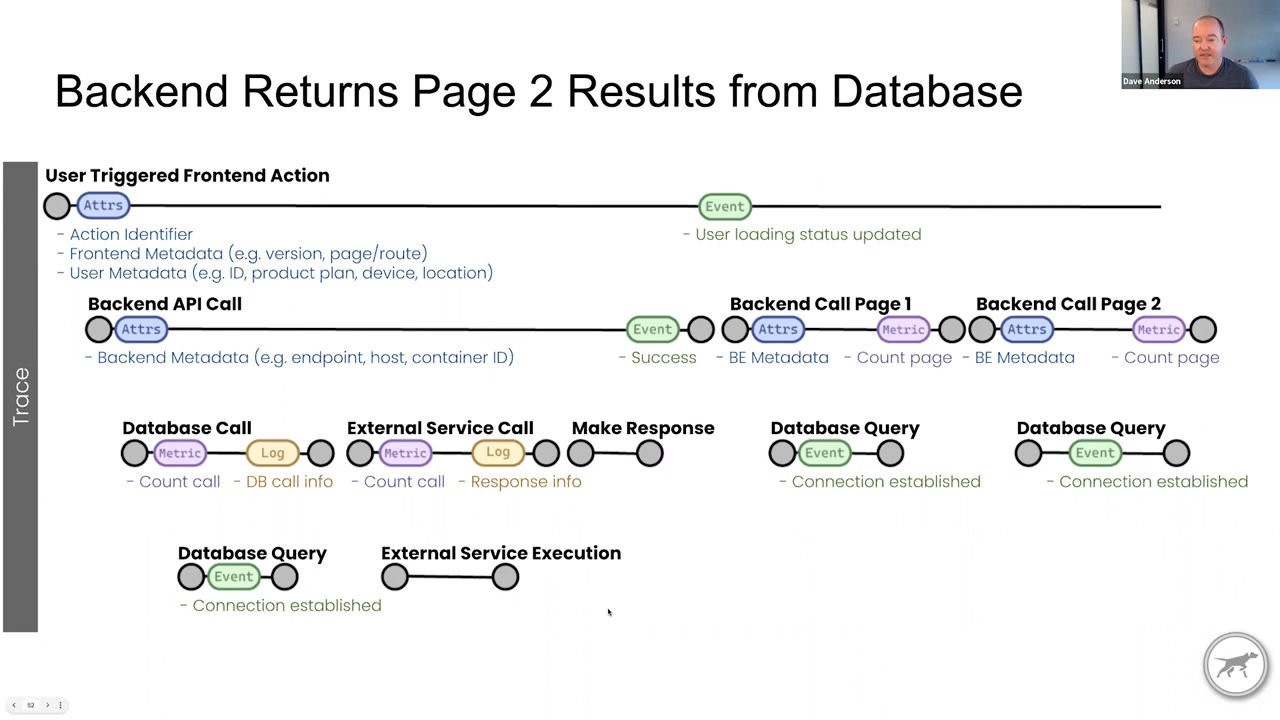 Dave Anderson
Backend Returns Page 2 Results from Database
Trace
User Triggered Frontend Action
Attrs
Event
- Action Identifier
- Frontend Metadata (e.g. version, page/route)
- User Metadata (e.g. ID, product plan, device, location)
- User loading status updated
Backend API Call
Backend Call Page 1
Backend Call Page 2
Attrs
Event
Attrs
Metric
Attrs
Metric
- Backend Metadata (e.g. endpoint, host, container ID)
- Success
- BE Metadata
- Count page
- BE Metadata
- Count page
Database Call
External Service Call
Make Response
Database Query
Database Query
Metric
Log
Metric
Log
Event
Event
- Count call
- DB call info
- Count call
- Response info
- Connection established
- Connection established
Database Query
External Service Execution
Event
- Connection established
52